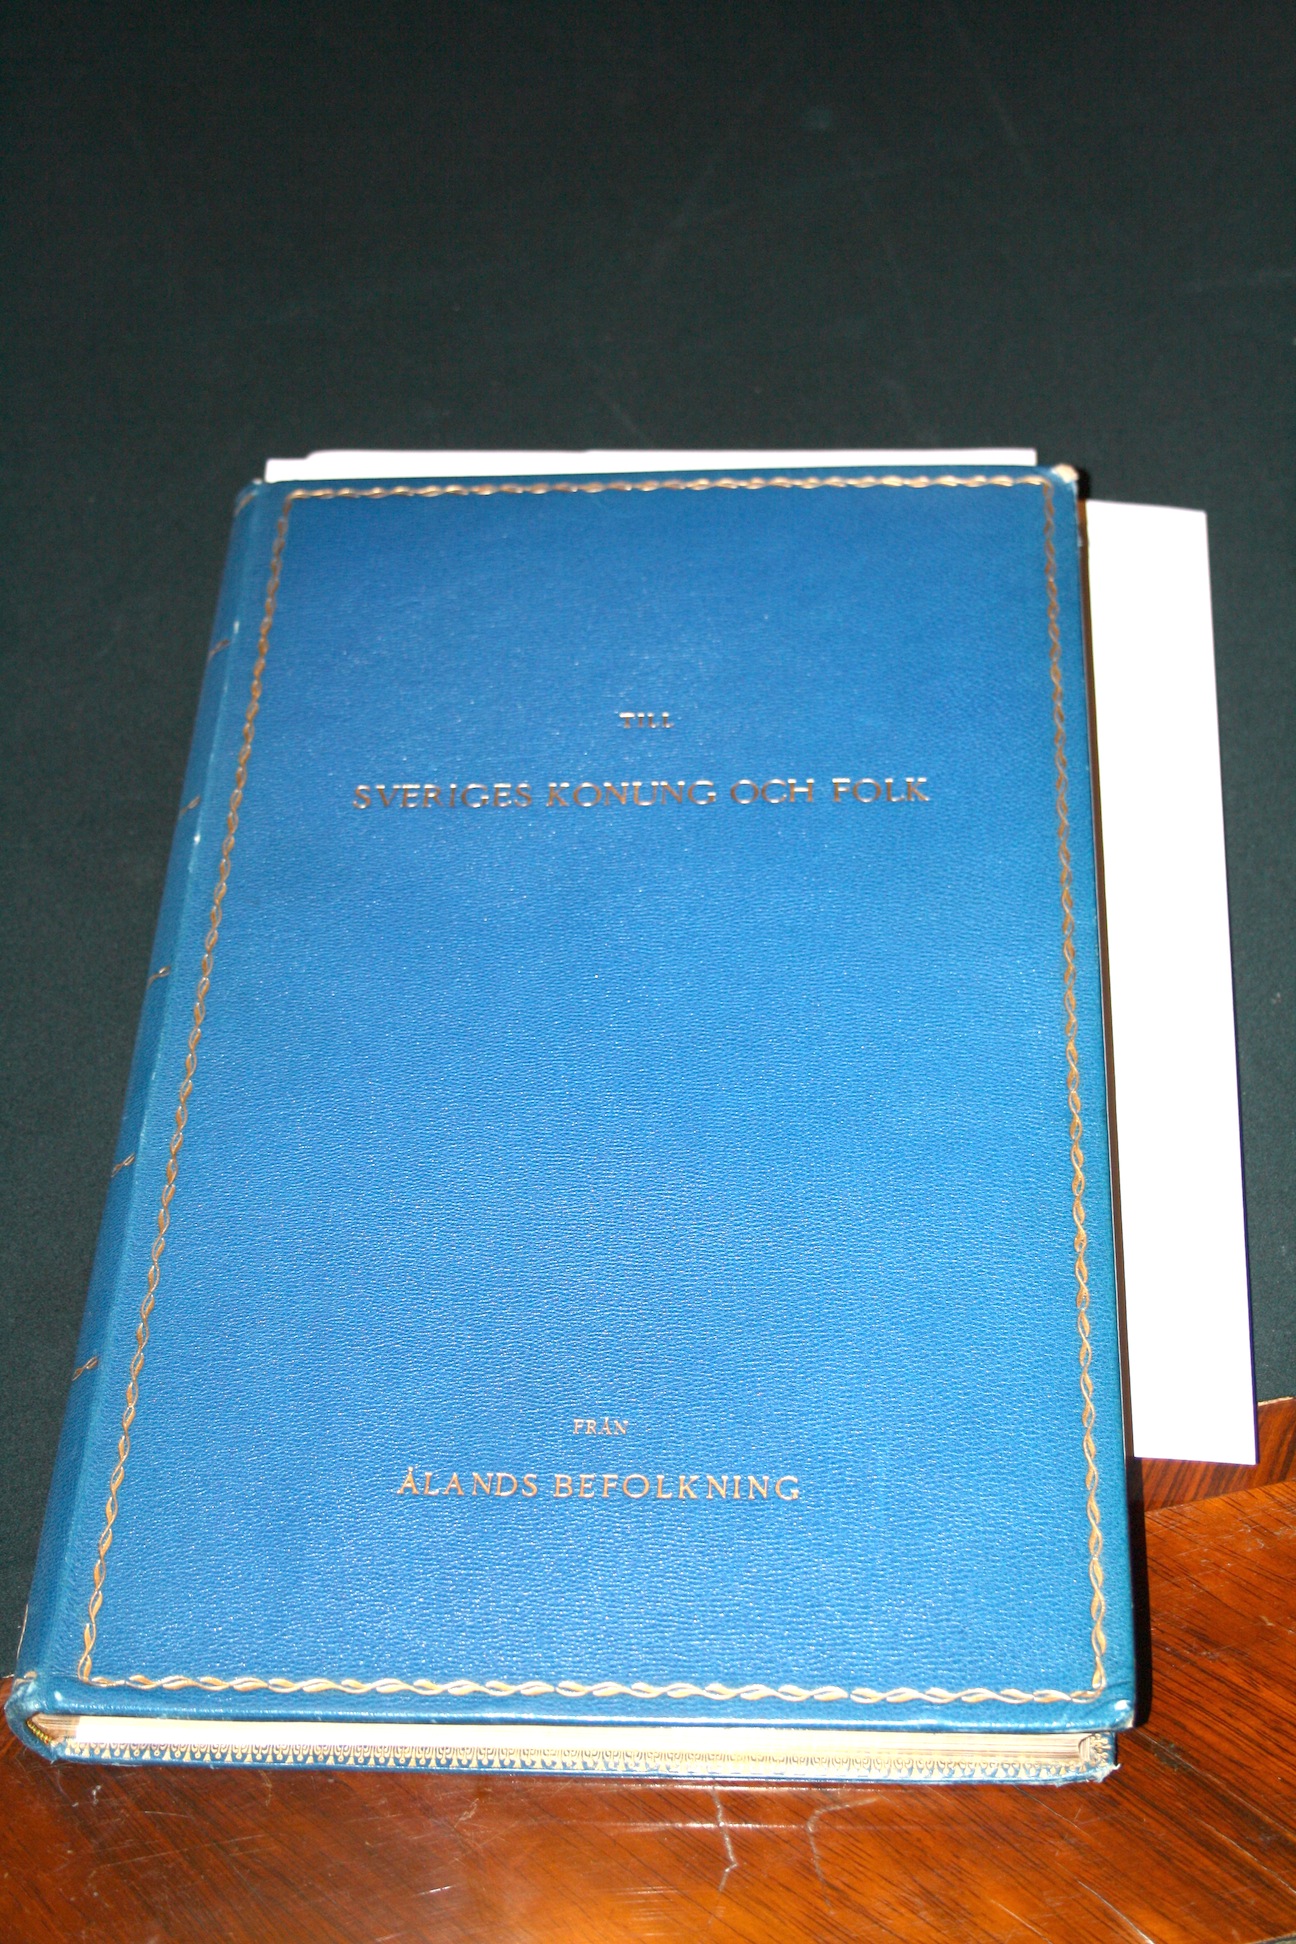 TILL
SVERIGES KONUNG OCH FOLK
FRÅN
ÅLANDS BEFOLKNING